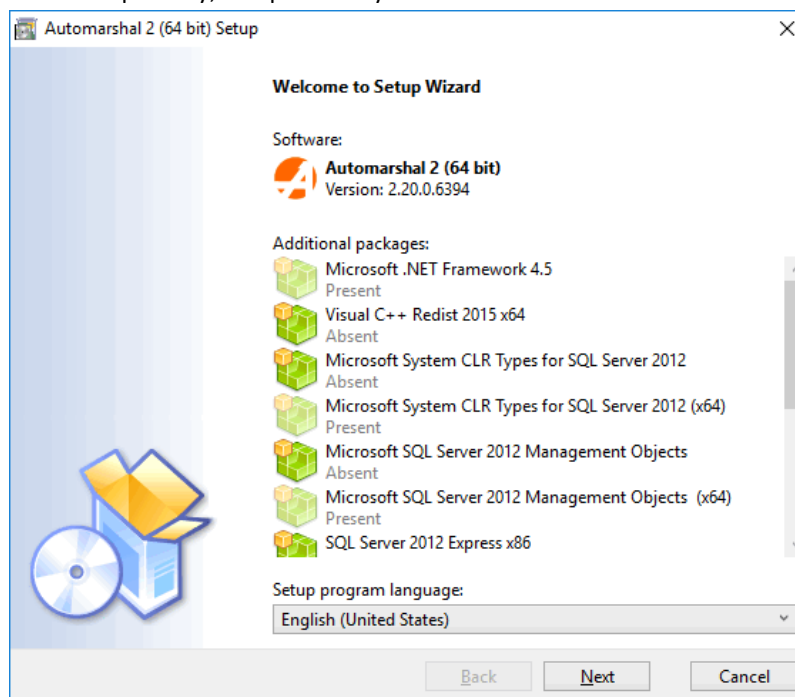 Automarshal 2 (64 bit) Setup
Welcome to Setup Wizard
Software:
Automarshal 2 (64 bit)
Version: 2.20.0.6394
Additional packages:
Microsoft .NET Framework 4.5
Present
Visual C++ Redist 2015 x64
Absent
Microsoft System CLR Types for SQL Server 2012
Absent
Microsoft System CLR Types for SQL Server 2012 (x64)
Present
Microsoft SQL Server 2012 Management Objects
Absent
Microsoft SQL Server 2012 Management Objects  (x64)
Present
SQL Server 2012 Express x86
Setup program language:
English (United States)
Back Next Cancel